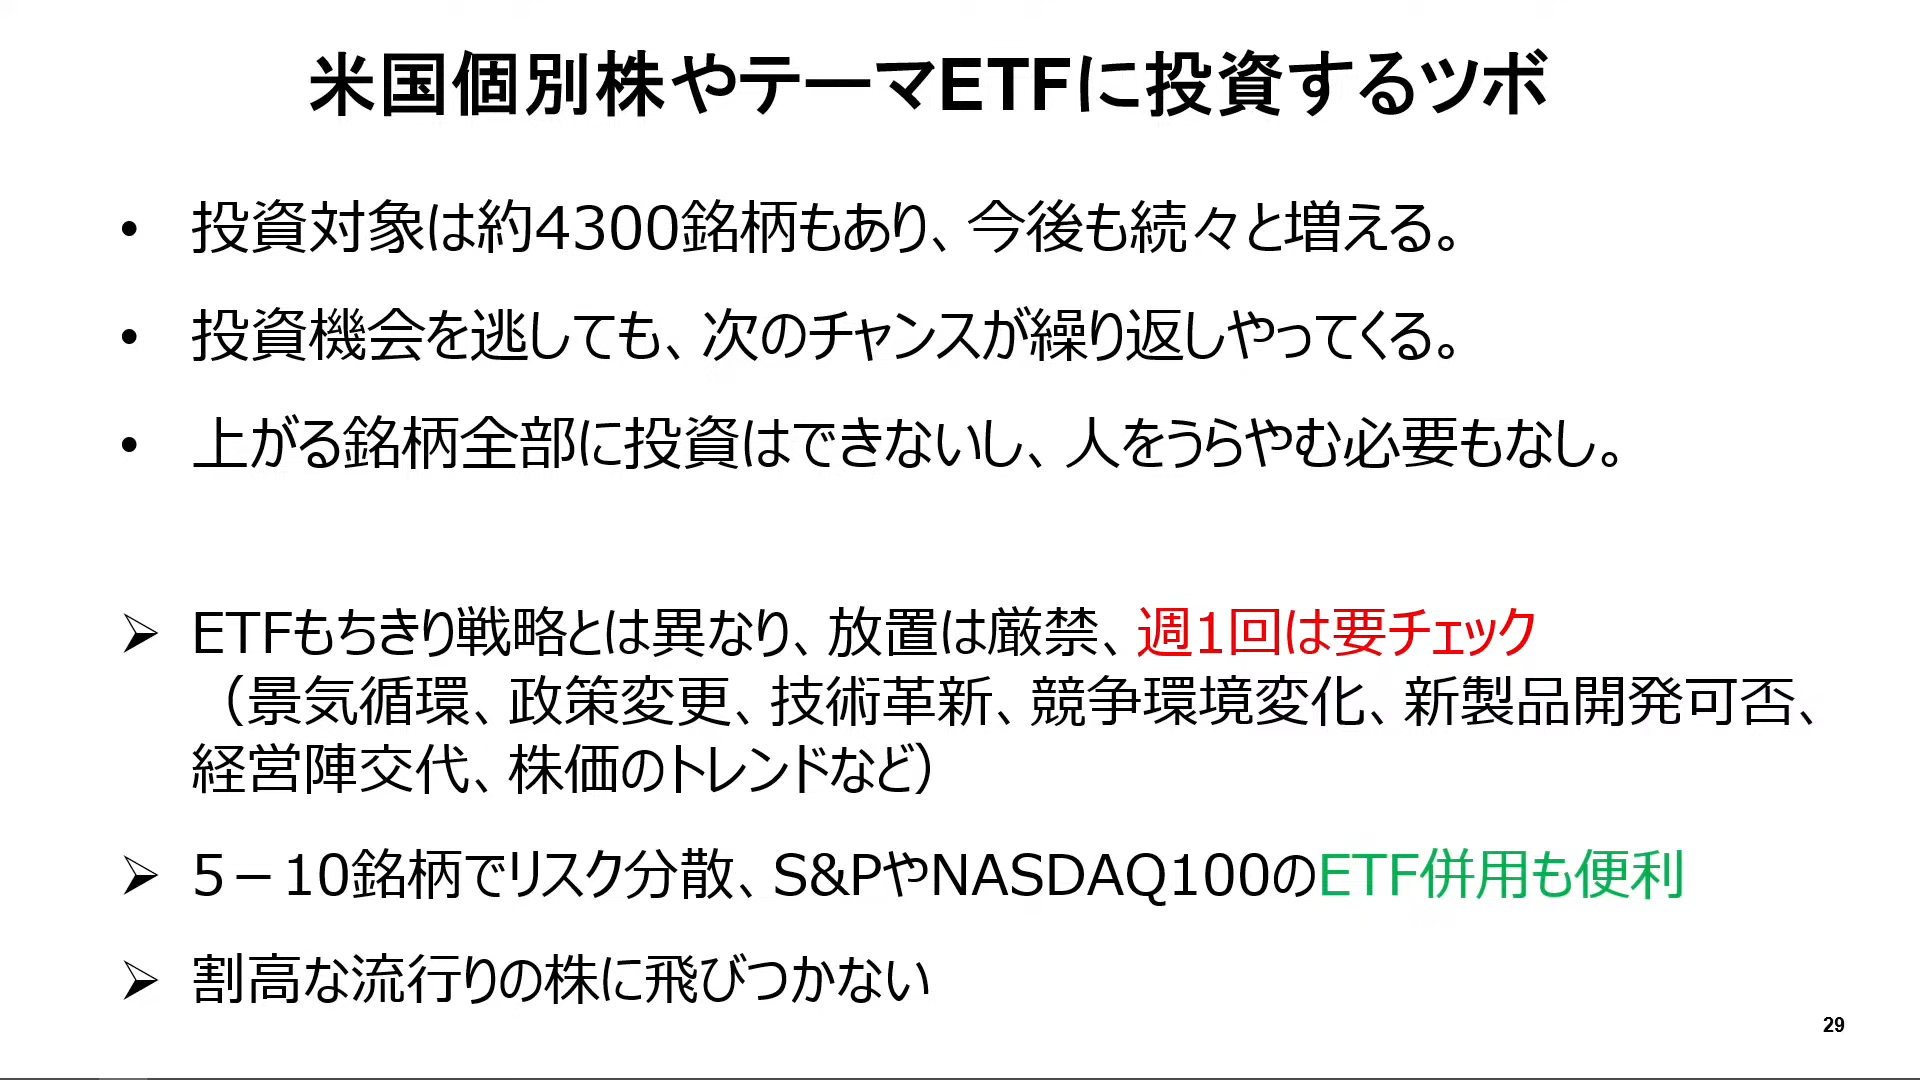 米国個別株やテーマETFに投資するツボ
• 投資対象は約4300銘柄もあり、今後も続々と増える。
• 投資機会を逃しても、次のチャンスが繰り返しやってくる。
• 上がる銘柄全部に投資はできないし、人をうらやむ必要もなし。
➢ ETFもちきり戦略とは異なり、放置は厳禁、週1回は要チェック
（景気循環、政策変更、技術革新、競争環境変化、新製品開発可否、
経営陣交代、株価のトレンドなど）
➢ 5－10銘柄でリスク分散、S&PやNASDAQ100のETF併用も便利
➢ 割高な流行りの株に飛びつかない
29